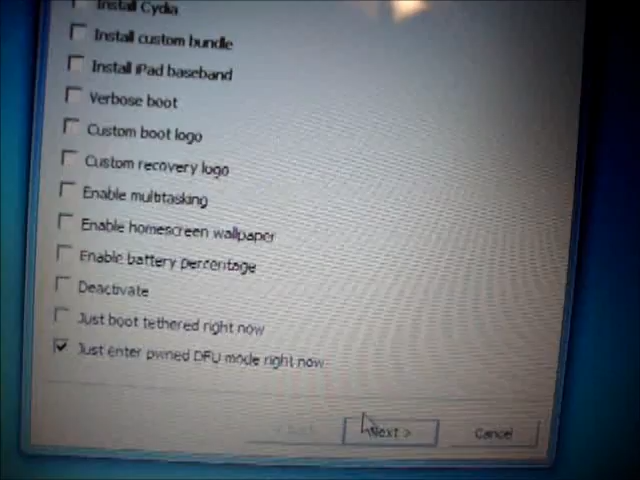 Install Cydia
Install custom bundle
Install iPad baseband
Verbose boot
Custom boot logo
Custom recovery logo
Enable multitasking
Enable homescreen wallpaper
Enable battery percentage
Deactivate
Just boot tethered right now
Just enter pwned DFU mode right now
< Back
Next >
Cancel